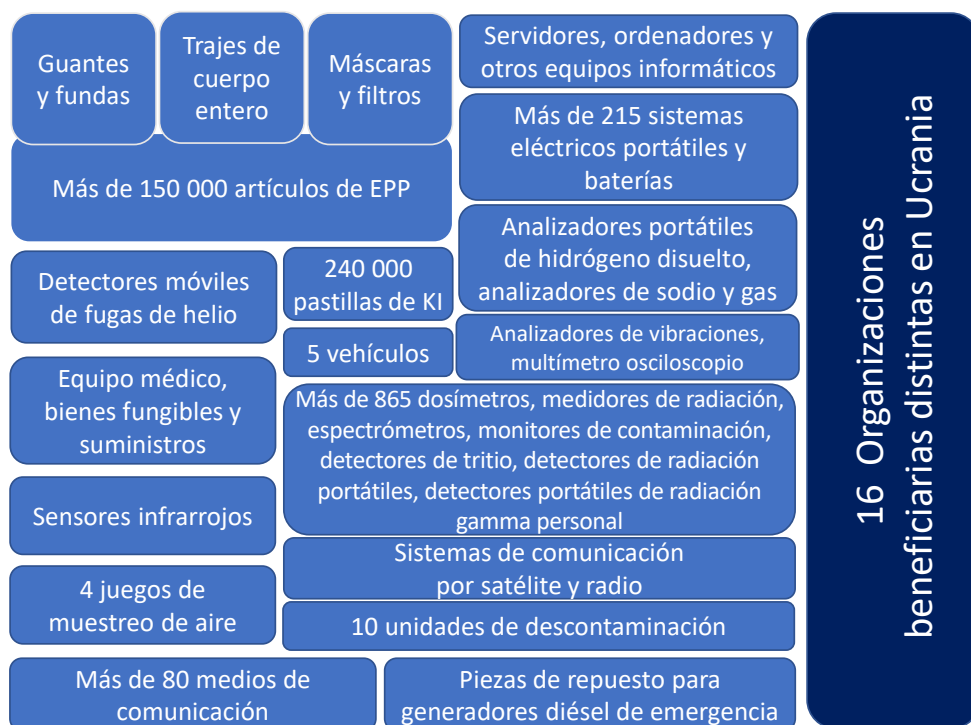 Guantes
y fundas
Trajes de
cuerpo
entero
Máscaras
y filtros
Más de 150 000 artículos de EPP
Servidores, ordenadores y
otros equipos informáticos
Más de 215 sistemas
eléctricos portátiles y
baterías
Analizadores portátiles
de hidrógeno disuelto,
analizadores de sodio y gas
Detectores móviles
de fugas de helio
240 000
pastillas de KI
5 vehículos
Analizadores de vibraciones,
multímetro osciloscopio
Equipo médico,
bienes fungibles y
suministros
Más de 865 dosímetros, medidores de radiación,
espectrómetros, monitores de contaminación,
detectores de tritio, detectores de radiación
portátiles, detectores portátiles de radiación
gamma personal
Sensores infrarrojos
Sistemas de comunicación
por satélite y radio
4 juegos de
muestreo de aire
10 unidades de descontaminación
Más de 80 medios de
comunicación
Piezas de repuesto para
generadores diésel de emergencia
16 Organizaciones
beneficiarias distintas en Ucrania